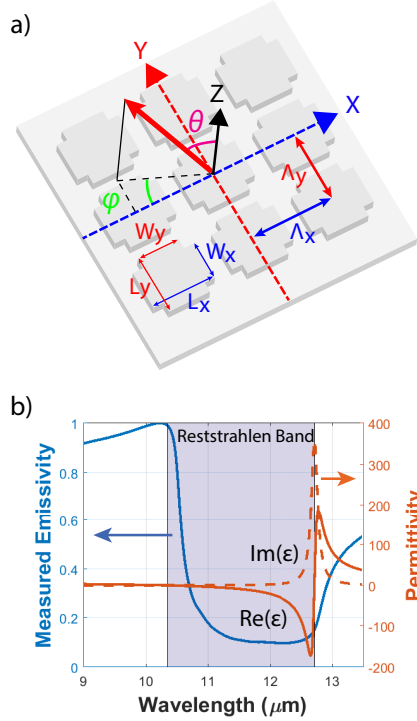 a)
Y
X
Z
θ
φ
Λy
Λx
Wy
Wx
Ly
Lx
b)
Reststrahlen Band
Im(ε)
Re(ε)
Measured Emissivity
1
0.8
0.6
0.4
0.2
0
400
300
200
100
0
-100
-200
Permittivity
9
10
11
12
13
Wavelength (μm)